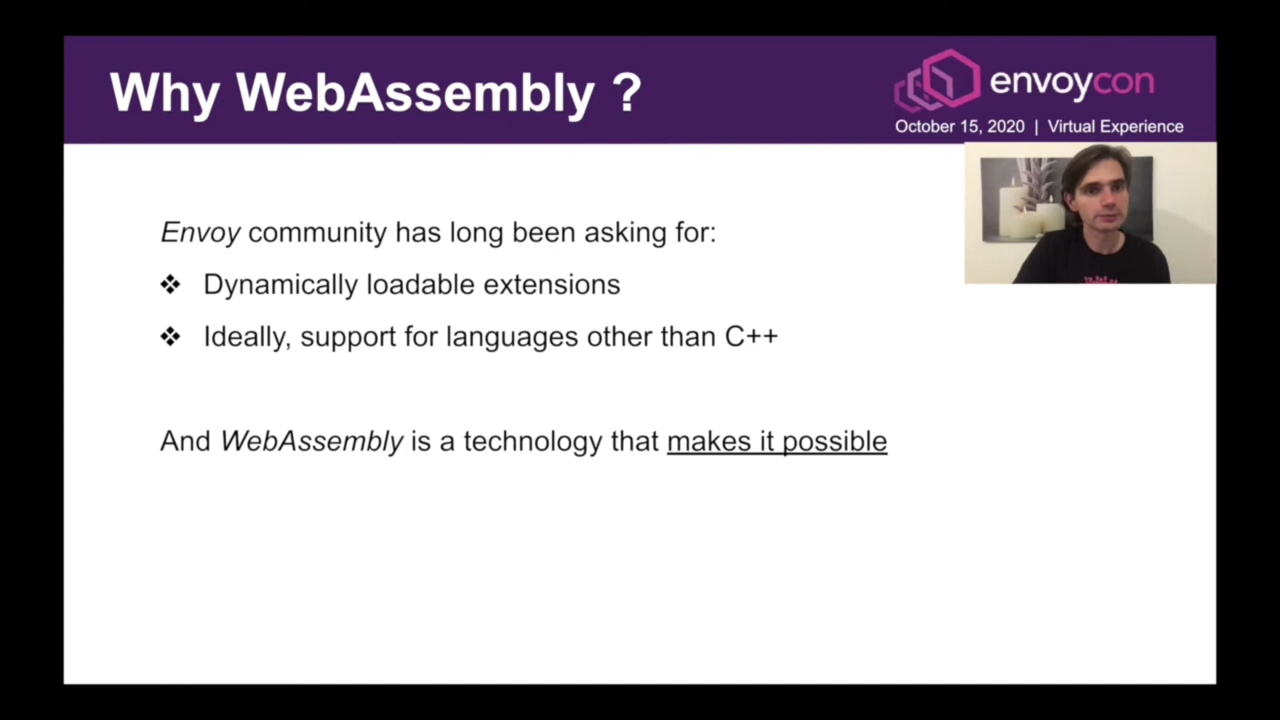 Why WebAssembly ?
envoycon
October 15, 2020 | Virtual Experience
Envoy community has long been asking for:
❖ Dynamically loadable extensions
❖ Ideally, support for languages other than C++
And WebAssembly is a technology that makes it possible